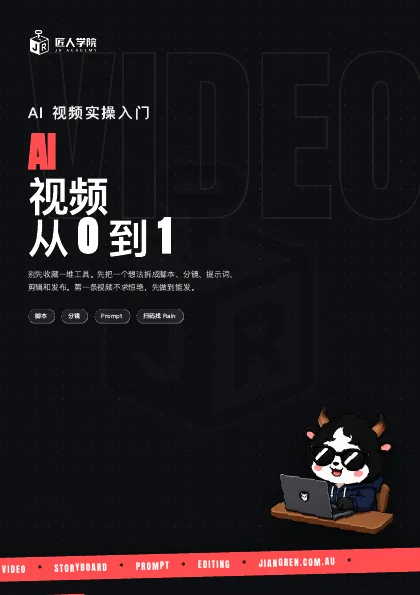 匠人学院
JR ACADEMY
VIDEO
AI 视频实操入门
AI
视频
从 0 到 1
别先收藏一堆工具。先把一个想法拆成脚本、分镜、提示词、
剪辑和发布。第一条视频不求惊艳，先做到能发。
脚本 分镜 Prompt 扫码找 Rain
JR
VIDEO • STORYBOARD • PROMPT • EDITING • JIANGREN.COM.AU •